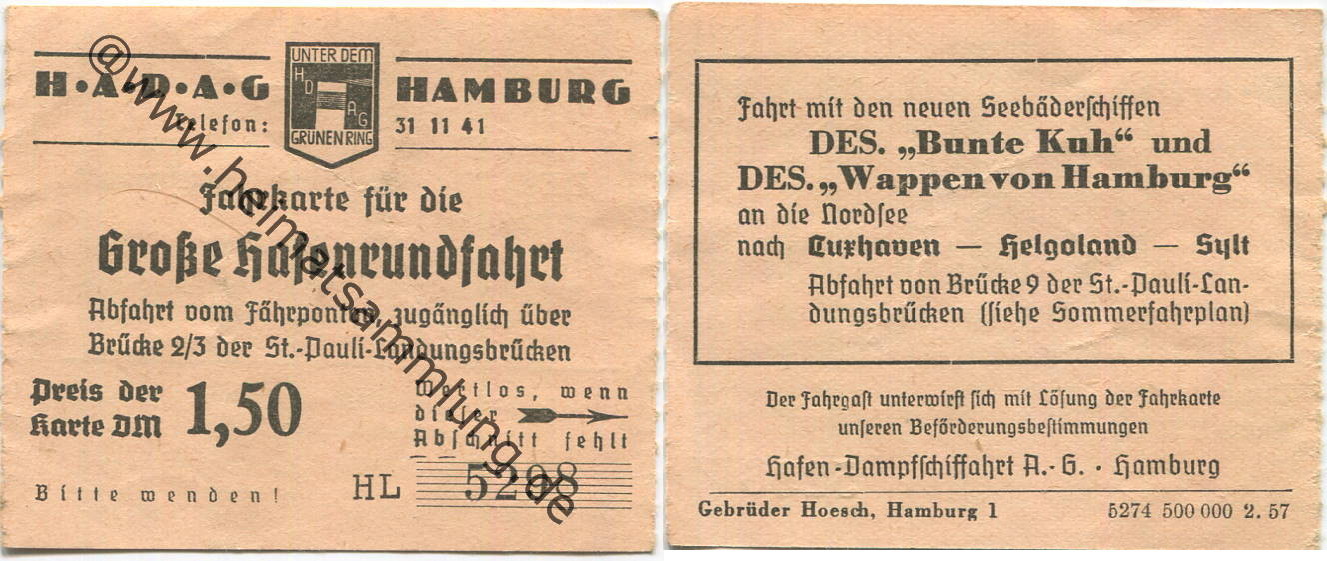 H·A·D·A·G
UNTER DEM
HDAG
GRÜNEN RING
HAMBURG
Telefon: 31 11 41
Fahrkarte für die
Große Hafenrundfahrt
Abfahrt vom Fährponton, zugänglich über
Brücke 2/3 der St.-Pauli-Landungsbrücken
Preis der
Karte DM 1,50
Wertlos, wenn
dieser
Abschnitt fehlt
Bitte wenden!
HL 5298
@www.heimatsammlung.de
Fahrt mit den neuen Seebäderschiffen
DES. „Bunte Kuh“ und
DES. „Wappen von Hamburg“
an die Nordsee
nach Cuxhaven — Helgoland — Sylt
Abfahrt von Brücke 9 der St.-Pauli-Lan-
dungsbrücken (siehe Sommerfahrplan)
Der Fahrgast unterwirft sich mit Lösung der Fahrkarte
unseren Beförderungsbestimmungen
Hafen-Dampfschiffahrt A.-G. · Hamburg
Gebrüder Hoesch, Hamburg 1 5274 500 000 2. 57